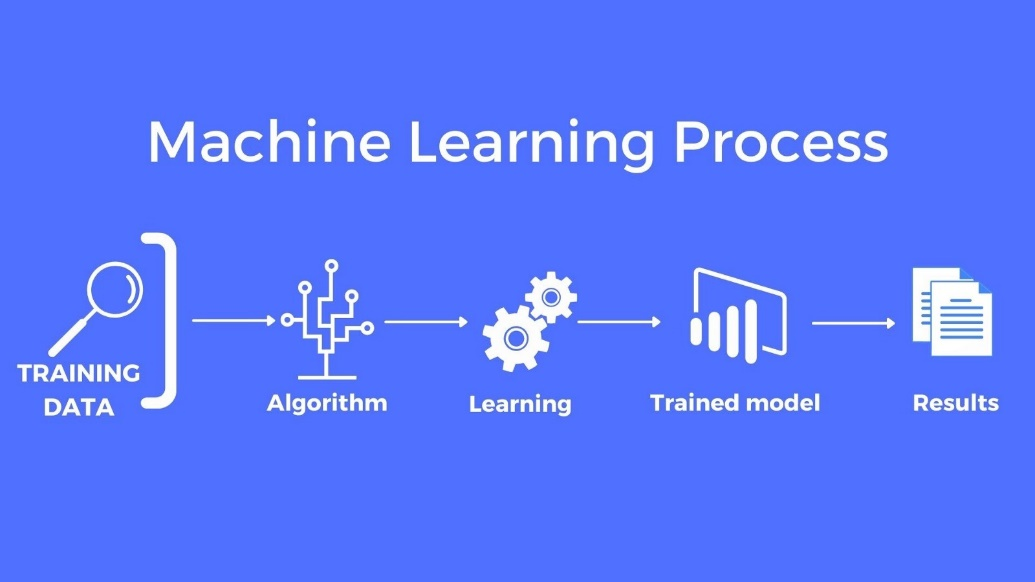 Machine Learning Process
TRAINING
DATA
Algorithm
Learning
Trained model
Results